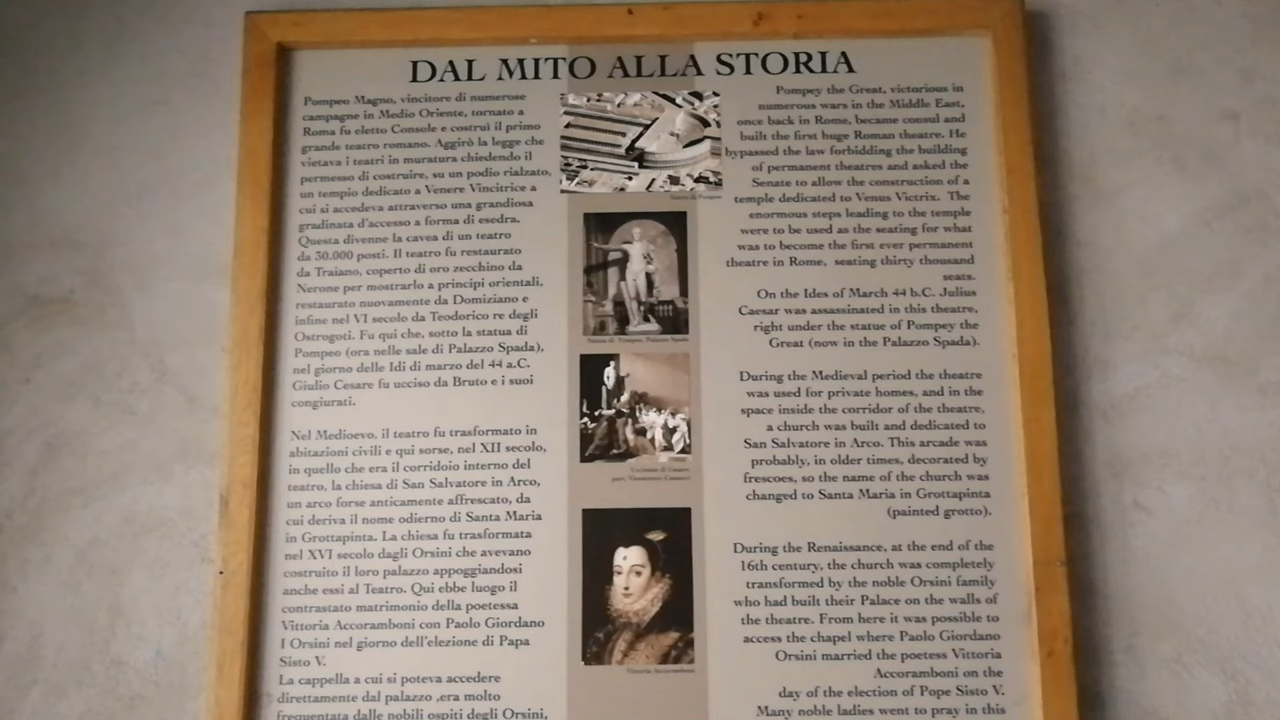 DAL MITO ALLA STORIA
Pompeo Magno, vincitore di numerose
campagne in Medio Oriente, tornato a
Roma fu eletto Console e costruì il primo
grande teatro romano. Aggirò la legge che
vietava i teatri in muratura chiedendo il
permesso di costruire, su un podio rialzato,
un tempio dedicato a Venere Vincitrice a
cui si accedeva attraverso una grandiosa
gradinata d'accesso a forma di esedra.
Questa divenne la cavea di un teatro
da 30.000 posti. Il teatro fu restaurato
da Traiano, coperto di oro zecchino da
Nerone per mostrarlo a principi orientali,
restaurato nuovamente da Domiziano e
infine nel VI secolo da Teodorico re degli
Ostrogoti. Fu qui che, sotto la statua di
Pompeo (ora nelle sale di Palazzo Spada),
nel giorno delle Idi di marzo del 44 a.C.
Giulio Cesare fu ucciso da Bruto e i suoi
congiurati.
Nel Medioevo, il teatro fu trasformato in
abitazioni civili e qui sorse, nel XII secolo,
in quello che era il corridoio interno del
teatro, la chiesa di San Salvatore in Arco,
un arco forse anticamente affrescato, da
cui deriva il nome odierno di Santa Maria
in Grottapinta. La chiesa fu trasformata
nel XVI secolo dagli Orsini che avevano
costruito il loro palazzo appoggiandosi
anche essi al Teatro. Qui ebbe luogo il
contrastato matrimonio della poetessa
Vittoria Accoramboni con Paolo Giordano
I Orsini nel giorno dell'elezione di Papa
Sisto V.
La cappella a cui si poteva accedere
direttamente dal palazzo ,era molto
frequentata dalle nobili ospiti degli Orsini,
Teatro di Pompeo
Statua di Pompeo, Palazzo Spada
Uccisione di Cesare
part. Vincenzo Camucci
Vittoria Accoramboni
Pompey the Great, victorious in
numerous wars in the Middle East,
once back in Rome, became consul and
built the first huge Roman theatre. He
bypassed the law forbidding the building
of permanent theatres and asked the
Senate to allow the construction of a
temple dedicated to Venus Victrix. The
enormous steps leading to the temple
were to be used as the seating for what
was to become the first ever permanent
theatre in Rome, seating thirty thousand
seats.
On the Ides of March 44 b.C. Julius
Caesar was assassinated in this theatre,
right under the statue of Pompey the
Great (now in the Palazzo Spada).
During the Medieval period the theatre
was used for private homes, and in the
space inside the corridor of the theatre,
a church was built and dedicated to
San Salvatore in Arco. This arcade was
probably, in older times, decorated by
frescoes, so the name of the church was
changed to Santa Maria in Grottapinta
(painted grotto).
During the Renaissance, at the end of the
16th century, the church was completely
transformed by the noble Orsini family
who had built their Palace on the walls of
the theatre. From here it was possible to
access the chapel where Paolo Giordano
Orsini married the poetess Vittoria
Accoramboni on the
day of the election of Pope Sisto V.
Many noble ladies went to pray in this